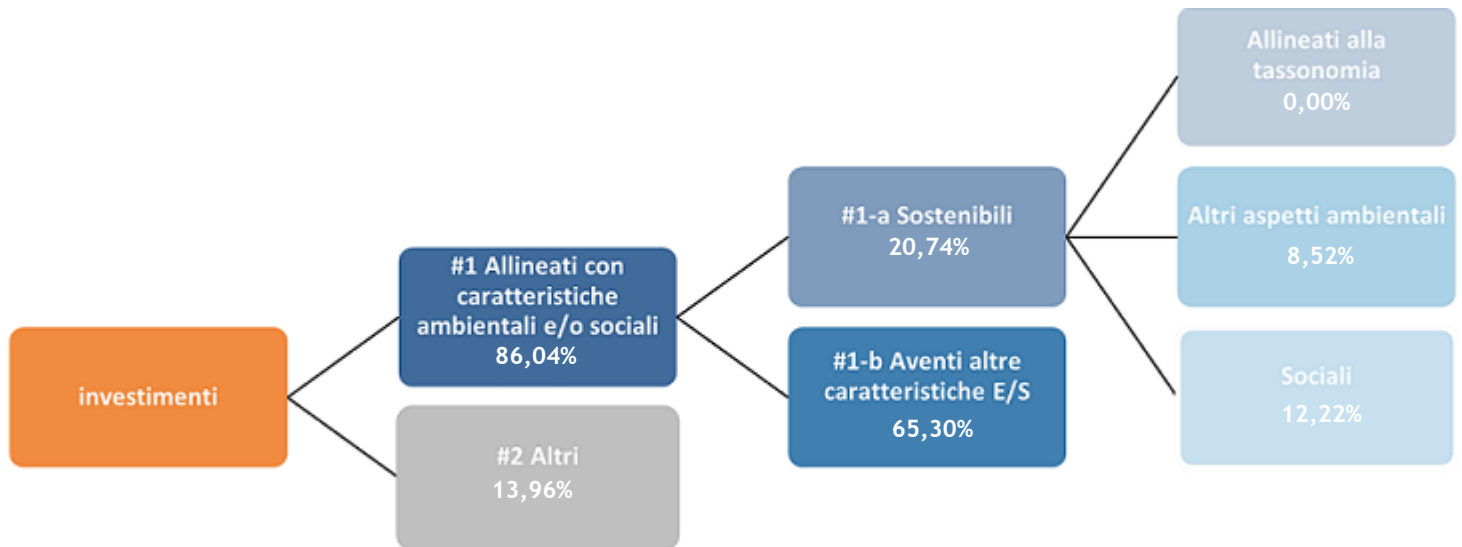 investimenti
#1 Allineati con
caratteristiche
ambientali e/o sociali
86,04%
#2 Altri
13,96%
#1-a Sostenibili
20,74%
#1-b Aventi altre
caratteristiche E/S
65,30%
Allineati alla
tassonomia
0,00%
Altri aspetti ambientali
8,52%
Sociali
12,22%